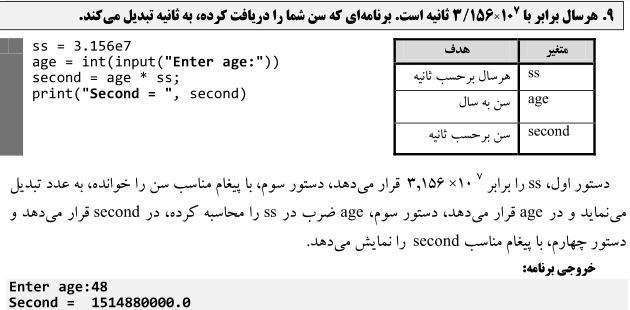 ۹. هرسال برابر با ۳/۱۵۶×۱۰⁷ ثانیه است. برنامه‌ای که سن شما را دریافت کرده، به ثانیه تبدیل می‌کند.
ss = 3.156e7
age = int(input("Enter age:"))
second = age * ss;
print("Second = ", second)
متغیر هدف
ss هرسال برحسب ثانیه
age سن به سال
second سن برحسب ثانیه
دستور اول، ss را برابر ۳,۱۵۶ ×۱۰ ⁷ قرار می‌دهد، دستور سوم، با پیغام مناسب سن را خوانده، به عدد تبدیل
می‌نماید و در age قرار می‌دهد، دستور سوم، age ضرب در ss را محاسبه کرده، در second قرار می‌دهد و
دستور چهارم، با پیغام مناسب second را نمایش می‌دهد.
خروجی برنامه:
Enter age:48
Second =  1514880000.0